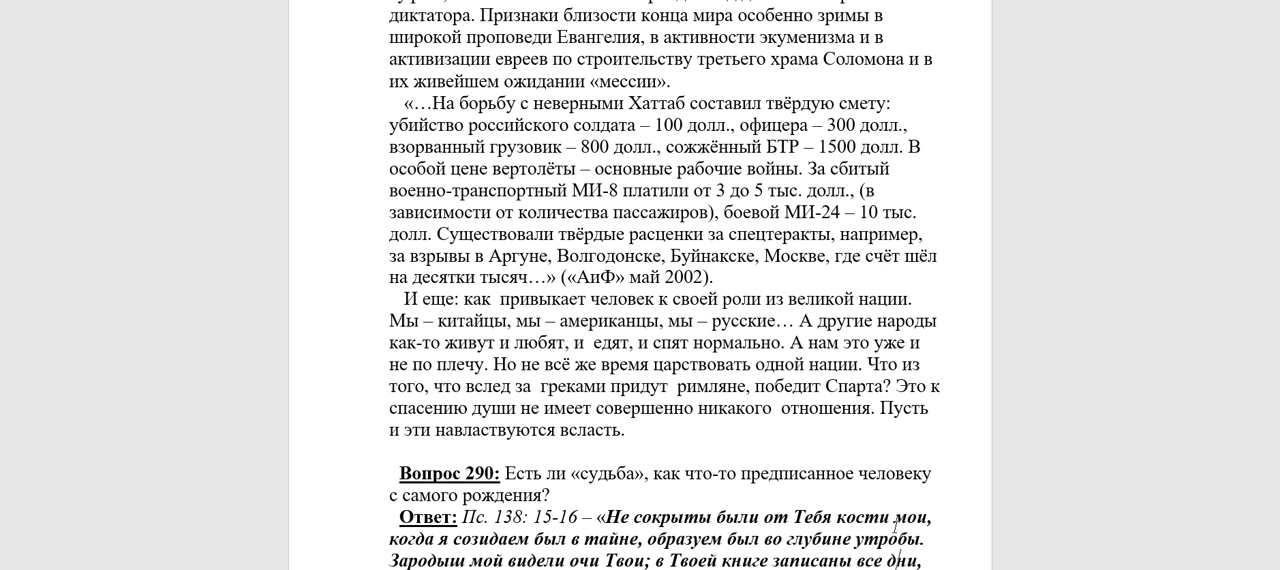 диктатора. Признаки близости конца мира особенно зримы в
широкой проповеди Евангелия, в активности экуменизма и в
активизации евреев по строительству третьего храма Соломона и в
их живейшем ожидании «мессии».
«…На борьбу с неверными Хаттаб составил твёрдую смету:
убийство российского солдата – 100 долл., офицера – 300 долл.,
взорванный грузовик – 800 долл., сожжённый БТР – 1500 долл. В
особой цене вертолёты – основные рабочие войны. За сбитый
военно-транспортный МИ-8 платили от 3 до 5 тыс. долл., (в
зависимости от количества пассажиров), боевой МИ-24 – 10 тыс.
долл. Существовали твёрдые расценки за спецтеракты, например,
за взрывы в Аргуне, Волгодонске, Буйнакске, Москве, где счёт шёл
на десятки тысяч…» («АиФ» май 2002).
И еще: как  привыкает человек к своей роли из великой нации.
Мы – китайцы, мы – американцы, мы – русские… А другие народы
как-то живут и любят, и  едят, и спят нормально. А нам это уже и
не по плечу. Но не всё же время царствовать одной нации. Что из
того, что вслед за  греками придут  римляне, победит Спарта? Это к
спасению души не имеет совершенно никакого  отношения. Пусть
и эти навластвуются всласть.
Вопрос 290: Есть ли «судьба», как что-то предписанное человеку
с самого рождения?
Ответ: Пс. 138: 15-16 – «Не сокрыты были от Тебя кости мои,
когда я созидаем был в тайне, образуем был во глубине утробы.
Зародыш мой видели очи Твои; в Твоей книге записаны все дни,